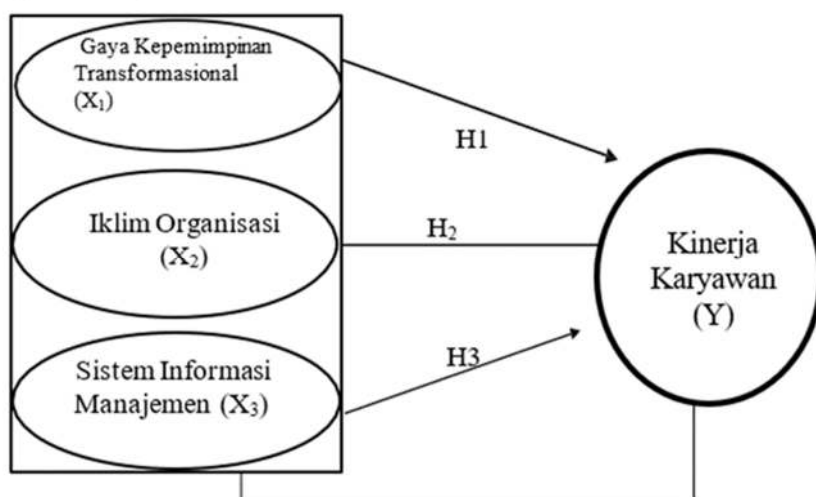 Gaya Kepemimpinan
Transformasional
(X₁)
H1
Iklim Organisasi
(X₂)
H₂
Kinerja
Karyawan
(Y)
Sistem Informasi
Manajemen (X₃)
H3